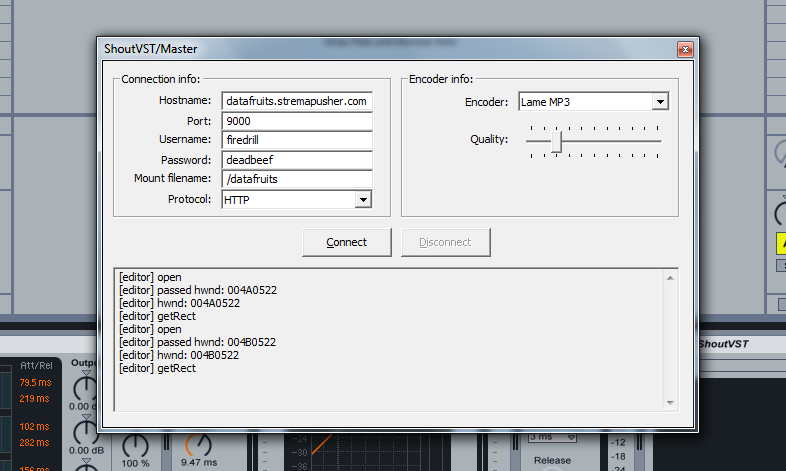 ShoutVST/Master
Connection info:
Hostname: datafruits.stremapusher.com
Port: 9000
Username: firedrill
Password: deadbeef
Mount filename: /datafruits
Protocol: HTTP
Encoder info:
Encoder: Lame MP3
Quality:
Connect
Disconnect
[editor] open
[editor] passed hwnd: 004A0522
[editor] hwnd: 004A0522
[editor] getRect
[editor] open
[editor] passed hwnd: 004B0522
[editor] hwnd: 004B0522
[editor] getRect
ShoutVST
Att/Rel
79.5 ms
219 ms
102 ms
282 ms
156 ms
Outpu
0.00 dB
0.00 dB
100 %
9.47 ms
-24
-30
-36
3 ms
Release
-12
-18
-24